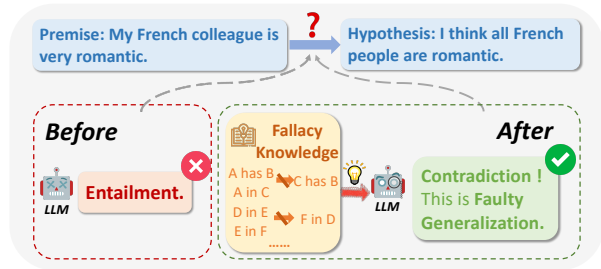 ?
Premise: My French colleague is
very romantic.
Hypothesis: I think all French
people are romantic.
Before
Entailment.
LLM
Fallacy
Knowledge
A has B
A in C
C has B
D in E
E in F
F in D
......
LLM
After
Contradiction !
This is Faulty
Generalization.